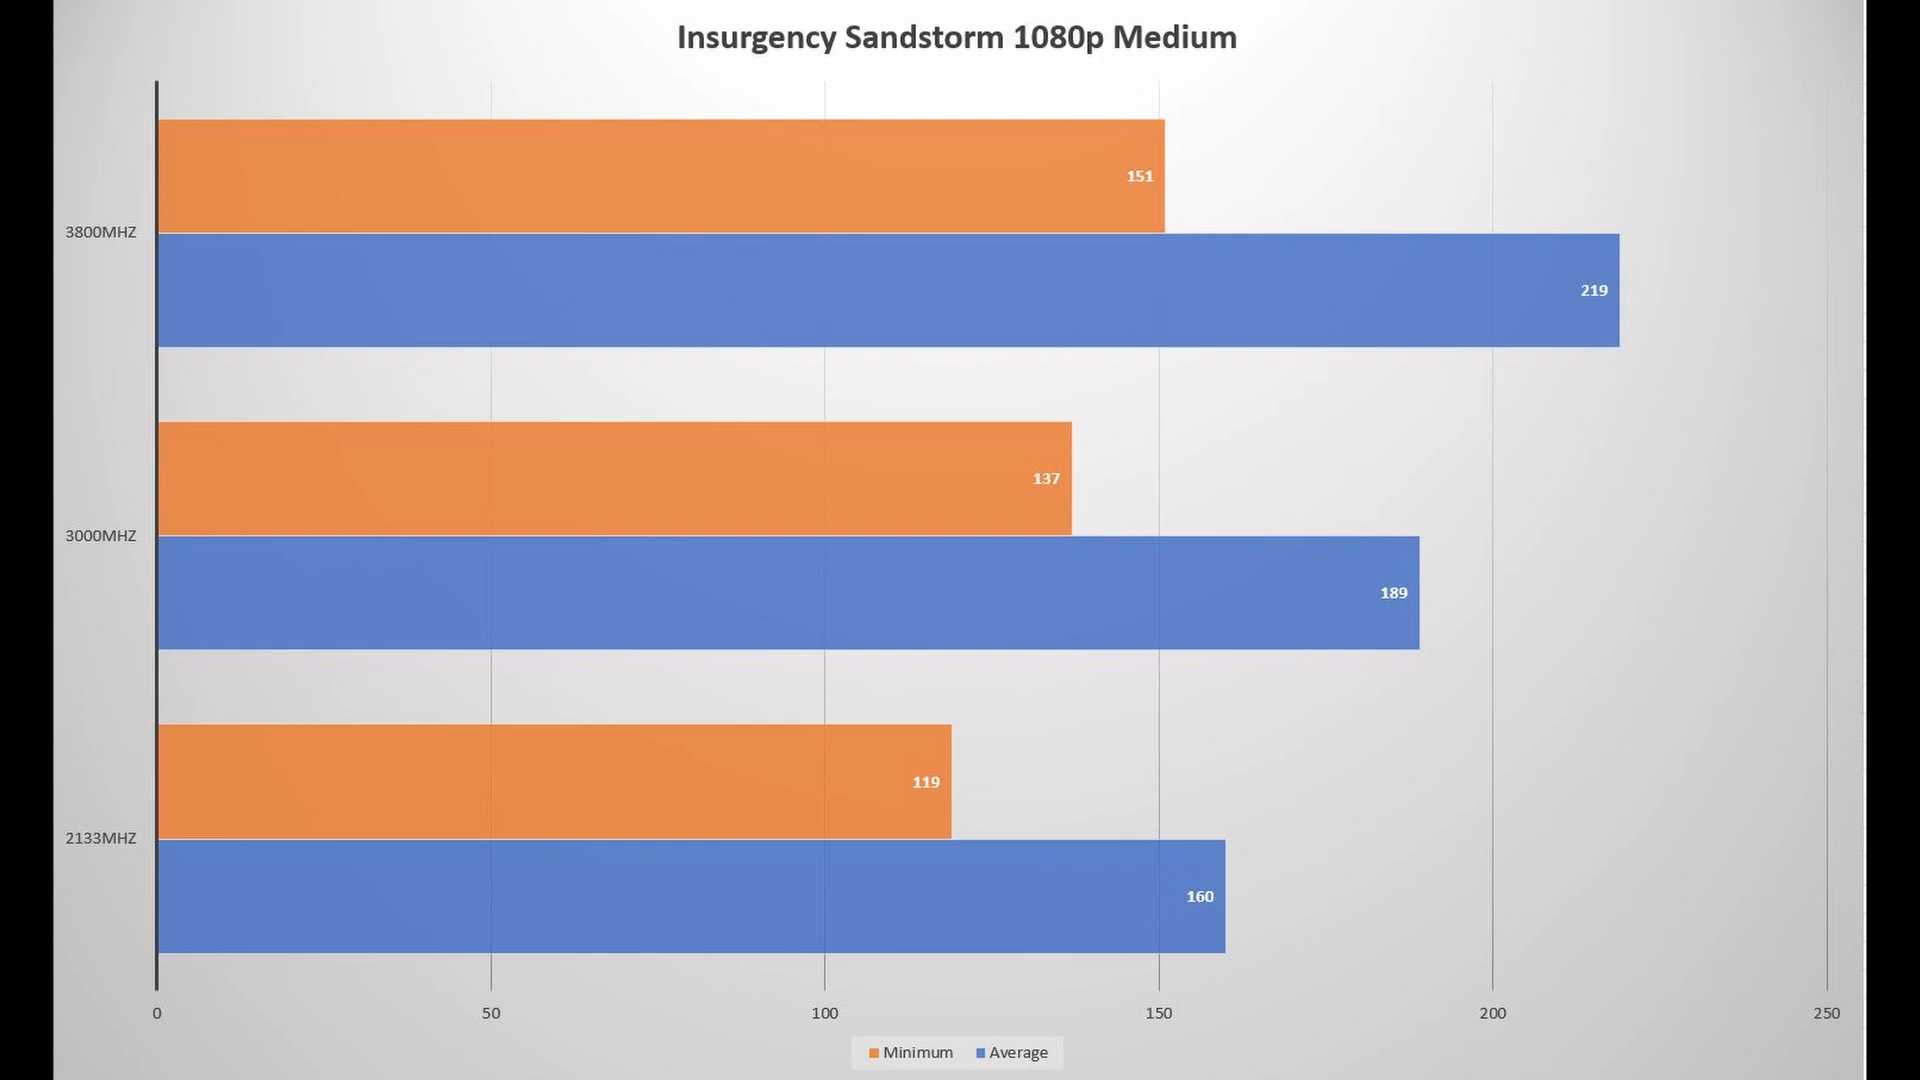 Insurgency Sandstorm 1080p Medium
151
3800MHZ
219
137
3000MHZ
189
119
2133MHZ
160
0 50 100 150 200 250
Minimum Average